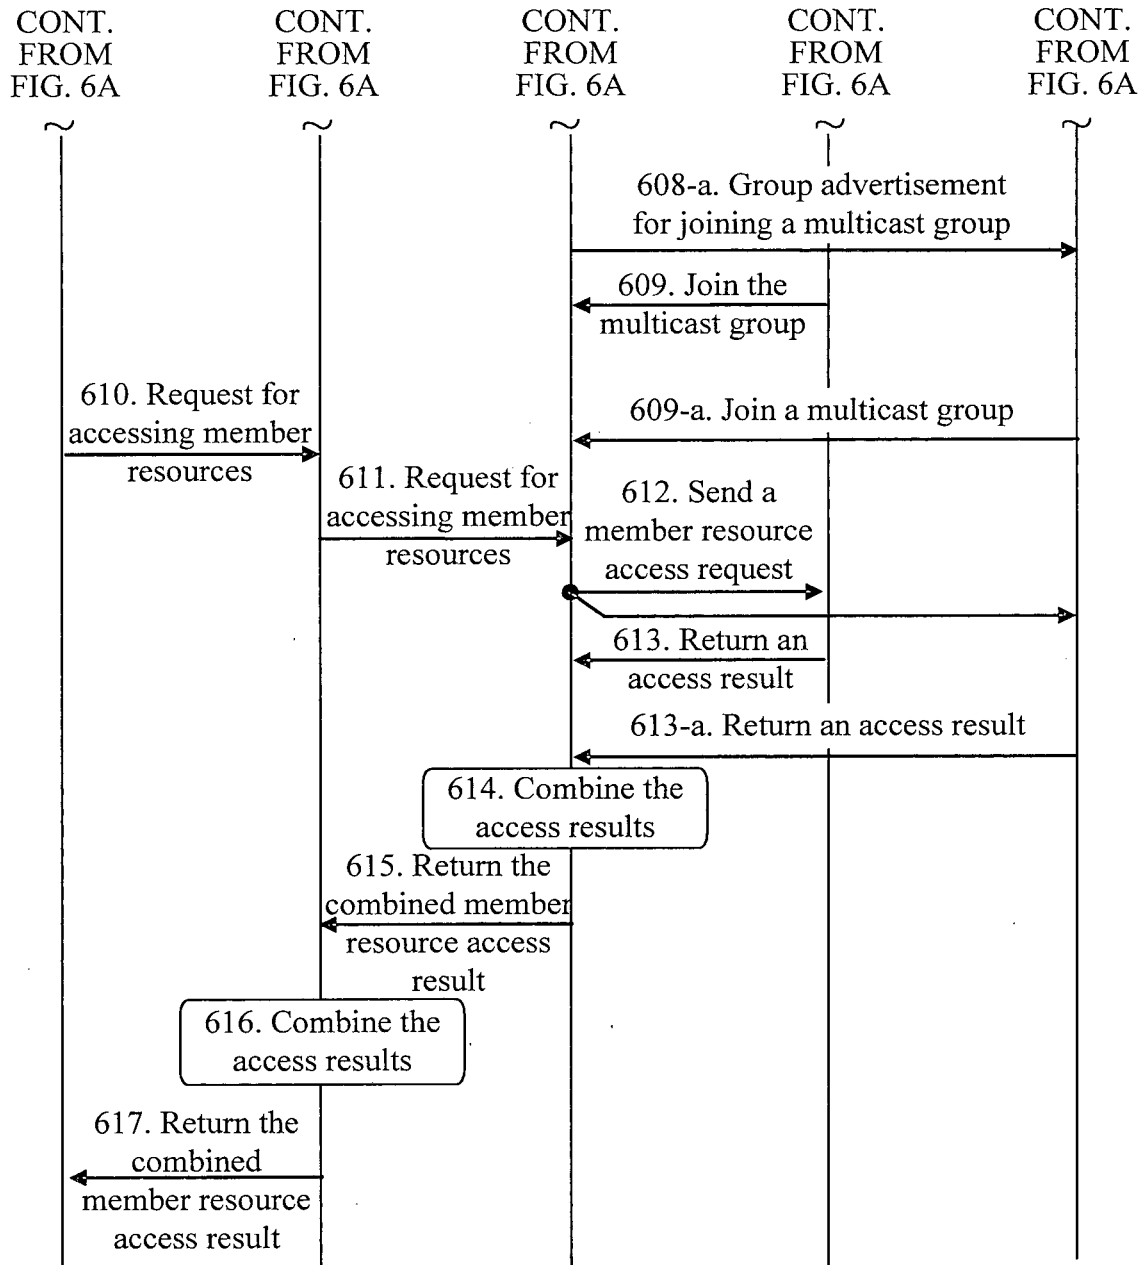 CONT.
FROM
FIG. 6A
CONT.
FROM
FIG. 6A
CONT.
FROM
FIG. 6A
CONT.
FROM
FIG. 6A
CONT.
FROM
FIG. 6A
608-a. Group advertisement
for joining a multicast group
609. Join the
multicast group
610. Request for
accessing member
resources
609-a. Join a multicast group
611. Request for
accessing member
resources
612. Send a
member resource
access request
613. Return an
access result
613-a. Return an access result
614. Combine the
access results
615. Return the
combined member
resource access
result
616. Combine the
access results
617. Return the
combined
member resource
access result